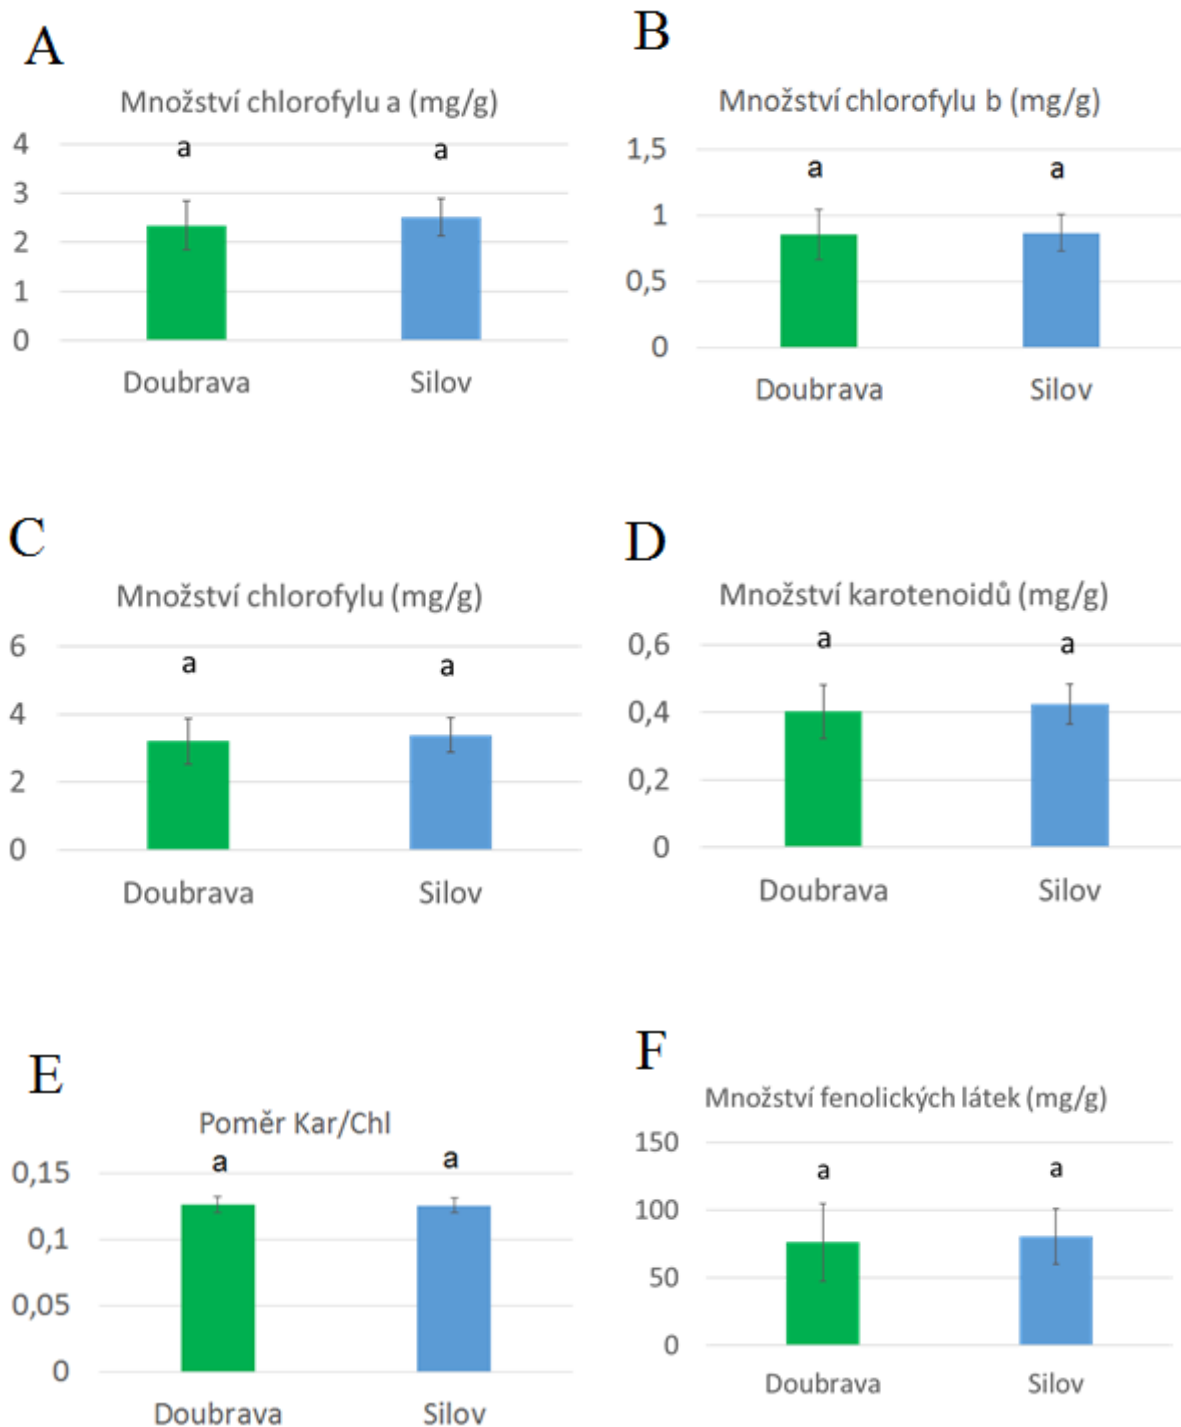 A
Množství chlorofylu a (mg/g)
4
3
2
1
0
a
a
Doubrava
Silov
B
Množství chlorofylu b (mg/g)
1,5
1
0,5
0
a
a
Doubrava
Silov
C
Množství chlorofylu (mg/g)
6
4
2
0
a
a
Doubrava
Silov
D
Množství karotenoidů (mg/g)
0,6
0,4
0,2
0
a
a
Doubrava
Silov
E
Poměr Kar/Chl
0,15
0,1
0,05
0
a
a
Doubrava
Silov
F
Množství fenolických látek (mg/g)
150
100
50
0
a
a
Doubrava
Silov